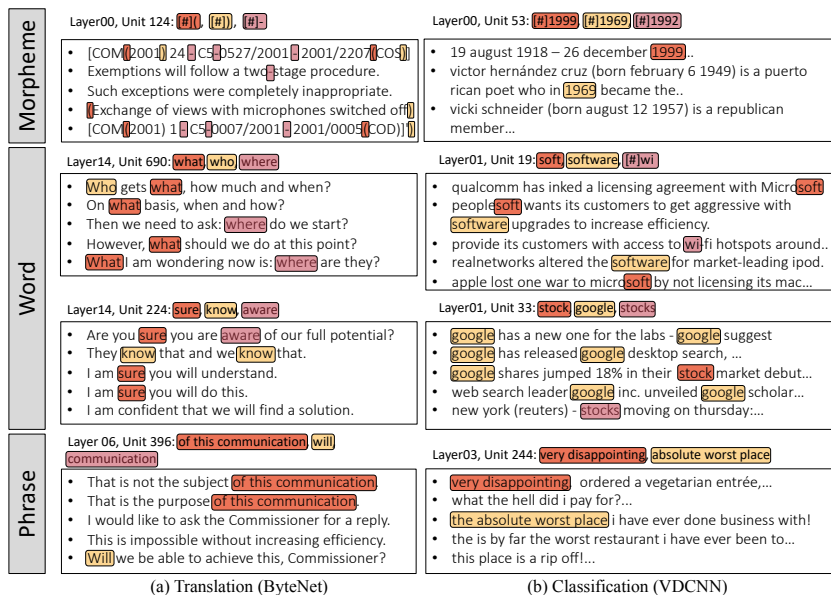 Morpheme
Layer00, Unit 124: [#](, [#]), [#]-
• [COM(2001) 24 - C5-0527/2001 - 2001/2207(COS)]
• Exemptions will follow a two-stage procedure.
• Such exceptions were completely inappropriate.
• (Exchange of views with microphones switched off)
• [COM(2001) 1 - C5-0007/2001 - 2001/0005(COD)]")
Layer00, Unit 53: [#]1999, [#]1969, [#]1992
• 19 august 1918 – 26 december 1999..
• victor hernández cruz (born february 6 1949) is a puerto
rican poet who in 1969 became the..
• vicki schneider (born august 12 1957) is a republican
member…
Word
Layer14, Unit 690: what, who, where
• Who gets what, how much and when?
• On what basis, when and how?
• Then we need to ask: where do we start?
• However, what should we do at this point?
• What I am wondering now is: where are they?
Layer01, Unit 19: soft, software, [#]wi
• qualcomm has inked a licensing agreement with Microsoft
• peoplesoft wants its customers to get aggressive with
software upgrades to increase efficiency.
• provide its customers with access to wi-fi hotspots around..
• realnetworks altered the software for market-leading ipod.
• apple lost one war to microsoft by not licensing its mac…
Layer14, Unit 224: sure, know, aware
• Are you sure you are aware of our full potential?
• They know that and we know that.
• I am sure you will understand.
• I am sure you will do this.
• I am confident that we will find a solution.
Layer01, Unit 33: stock, google, stocks
• google has a new one for the labs - google suggest
• google has released google desktop search, …
• google shares jumped 18% in their stock market debut…
• web search leader google inc. unveiled google scholar…
• new york (reuters) - stocks moving on thursday:…
Phrase
Layer 06, Unit 396: of this communication, will
communication
• That is not the subject of this communication.
• That is the purpose of this communication.
• I would like to ask the Commissioner for a reply.
• This is impossible without increasing efficiency.
• Will we be able to achieve this, Commissioner?
Layer03, Unit 244: very disappointing, absolute worst place
• very disappointing, ordered a vegetarian entrée,…
• what the hell did i pay for?...
• the absolute worst place i have ever done business with!
• the is by far the worst restaurant i have ever been to…
• this place is a rip off!...
(a) Translation (ByteNet)
(b) Classification (VDCNN)